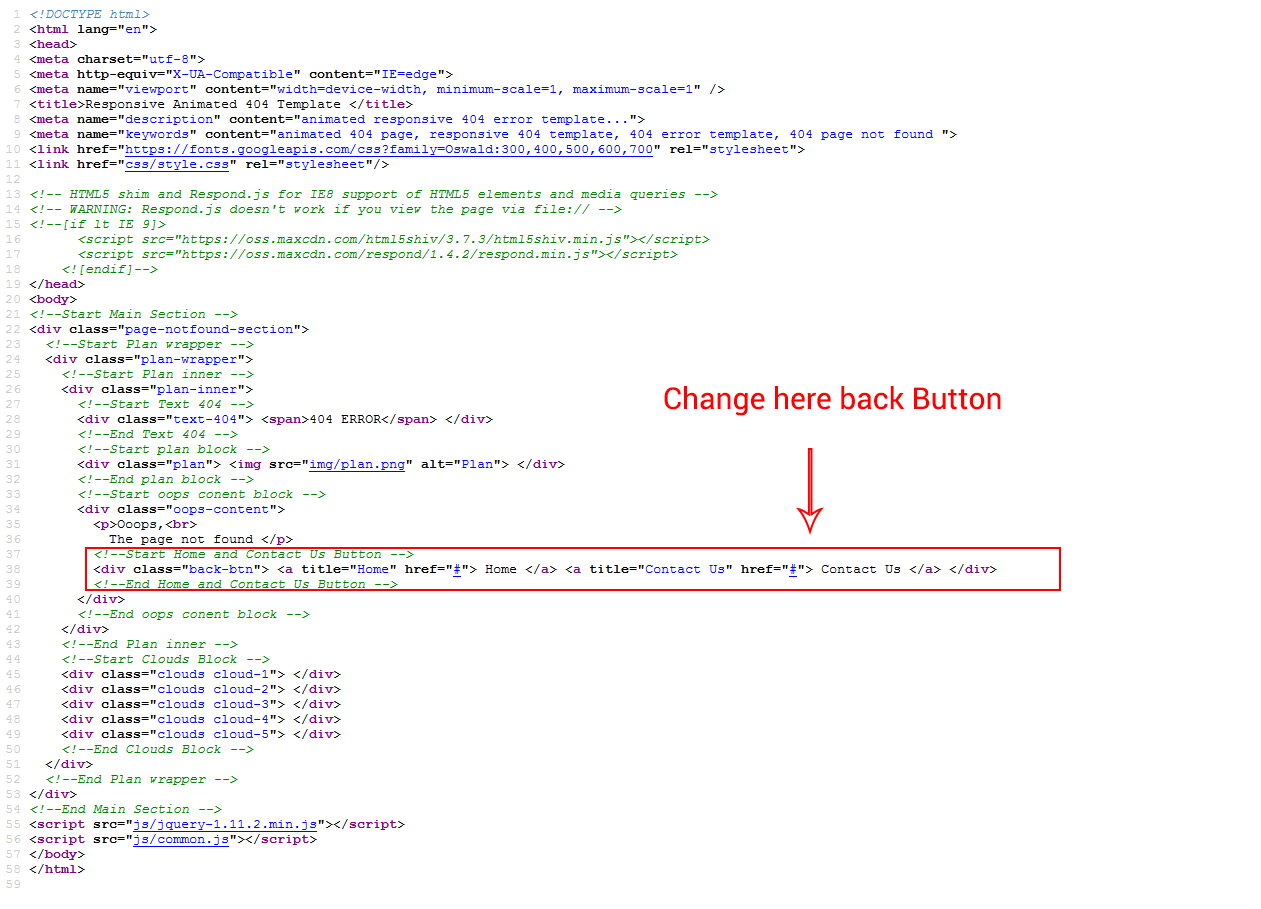 1 <!DOCTYPE html>
2 <html lang="en">
3 <head>
4 <meta charset="utf-8">
5 <meta http-equiv="X-UA-Compatible" content="IE=edge">
6 <meta name="viewport" content="width=device-width, minimum-scale=1, maximum-scale=1" />
7 <title>Responsive Animated 404 Template </title>
8 <meta name="description" content="animated responsive 404 error template...">
9 <meta name="keywords" content="animated 404 page, responsive 404 template, 404 error template, 404 page not found ">
10 <link href="https://fonts.googleapis.com/css?family=Oswald:300,400,500,600,700" rel="stylesheet">
11 <link href="css/style.css" rel="stylesheet"/>
12
13 <!-- HTML5 shim and Respond.js for IE8 support of HTML5 elements and media queries -->
14 <!-- WARNING: Respond.js doesn't work if you view the page via file:// -->
15 <!--[if lt IE 9]>
16       <script src="https://oss.maxcdn.com/html5shiv/3.7.3/html5shiv.min.js"></script>
17       <script src="https://oss.maxcdn.com/respond/1.4.2/respond.min.js"></script>
18     <![endif]-->
19 </head>
20 <body>
21 <!--Start Main Section -->
22 <div class="page-notfound-section">
23   <!--Start Plan wrapper -->
24   <div class="plan-wrapper">
25     <!--Start Plan inner -->
26     <div class="plan-inner">
Change here back Button
27       <!--Start Text 404 -->
28       <div class="text-404"> <span>404 ERROR</span> </div>
29       <!--End Text 404 -->
30       <!--Start plan block -->
31       <div class="plan"> <img src="img/plan.png" alt="Plan"> </div>
32       <!--End plan block -->
33       <!--Start oops conent block -->
34       <div class="oops-content">
35         <p>Ooops,<br>
36           The page not found </p>
37         <!--Start Home and Contact Us Button -->
38         <div class="back-btn"> <a title="Home" href="#"> Home </a> <a title="Contact Us" href="#"> Contact Us </a> </div>
39         <!--End Home and Contact Us Button -->
40       </div>
41       <!--End oops conent block -->
42     </div>
43     <!--End Plan inner -->
44     <!--Start Clouds Block -->
45     <div class="clouds cloud-1"> </div>
46     <div class="clouds cloud-2"> </div>
47     <div class="clouds cloud-3"> </div>
48     <div class="clouds cloud-4"> </div>
49     <div class="clouds cloud-5"> </div>
50     <!--End Clouds Block -->
51   </div>
52   <!--End Plan wrapper -->
53 </div>
54 <!--End Main Section -->
55 <script src="js/jquery-1.11.2.min.js"></script>
56 <script src="js/common.js"></script>
57 </body>
58 </html>
59